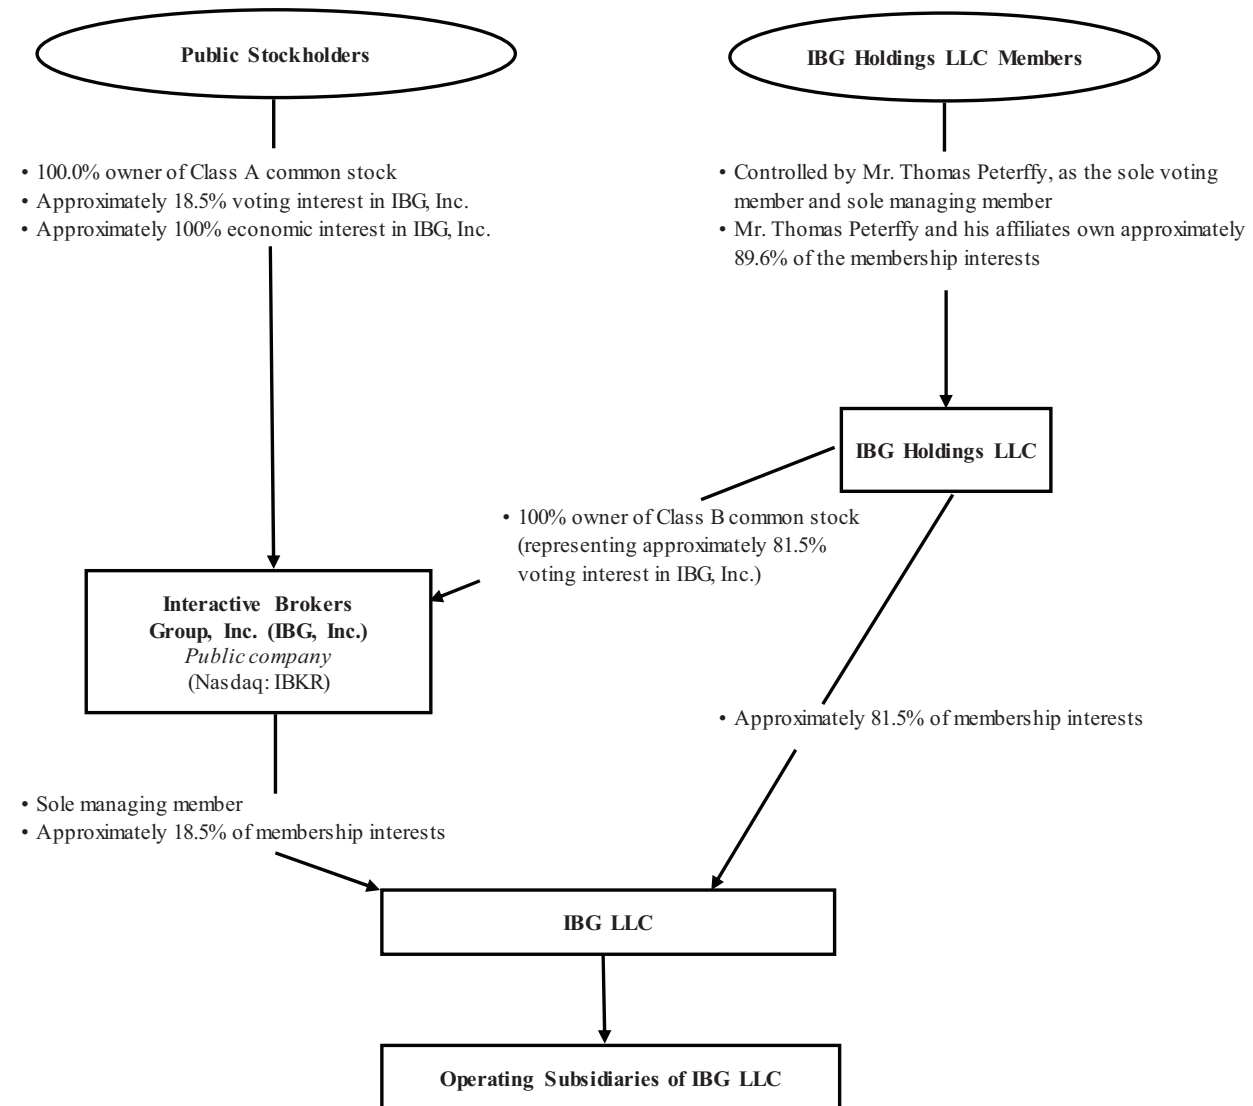 Public Stockholders
IBG Holdings LLC Members
• 100.0% owner of Class A common stock
• Approximately 18.5% voting interest in IBG, Inc.
• Approximately 100% economic interest in IBG, Inc.
• Controlled by Mr. Thomas Peterffy, as the sole voting
member and sole managing member
• Mr. Thomas Peterffy and his affiliates own approximately
89.6% of the membership interests
IBG Holdings LLC
• 100% owner of Class B common stock
(representing approximately 81.5%
voting interest in IBG, Inc.)
Interactive Brokers
Group, Inc. (IBG, Inc.)
Public company
(Nasdaq: IBKR)
• Approximately 81.5% of membership interests
• Sole managing member
• Approximately 18.5% of membership interests
IBG LLC
Operating Subsidiaries of IBG LLC